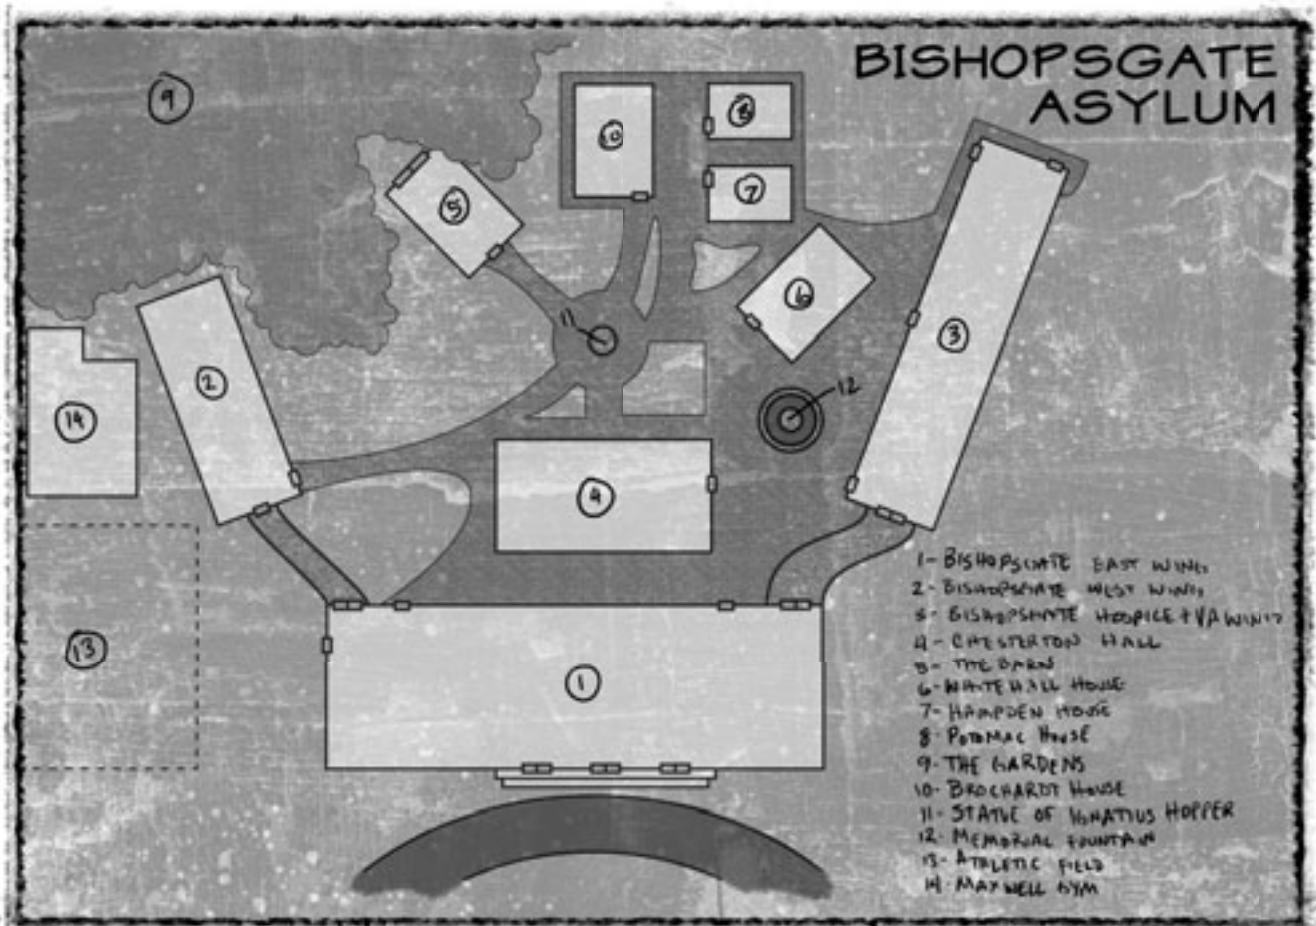 BISHOPSGATE
ASYLUM
9
10
8
7
5
6
11
3
2
12
14
4
13
1
1- BISHOPSGATE EAST WING
2- BISHOPSGATE WEST WING
3- BISHOPSGATE HOSPICE + VA WING
4- CHESTERTON HALL
5- THE BARN
6- WHITEHALL HOUSE
7- HAMPDEN HOUSE
8- POTOMAC HOUSE
9- THE GARDENS
10- BROCHARDT HOUSE
11- STATUE OF IGNATIUS HOPPER
12- MEMORIAL FOUNTAIN
13- ATHLETIC FIELD
14- MAXWELL GYM